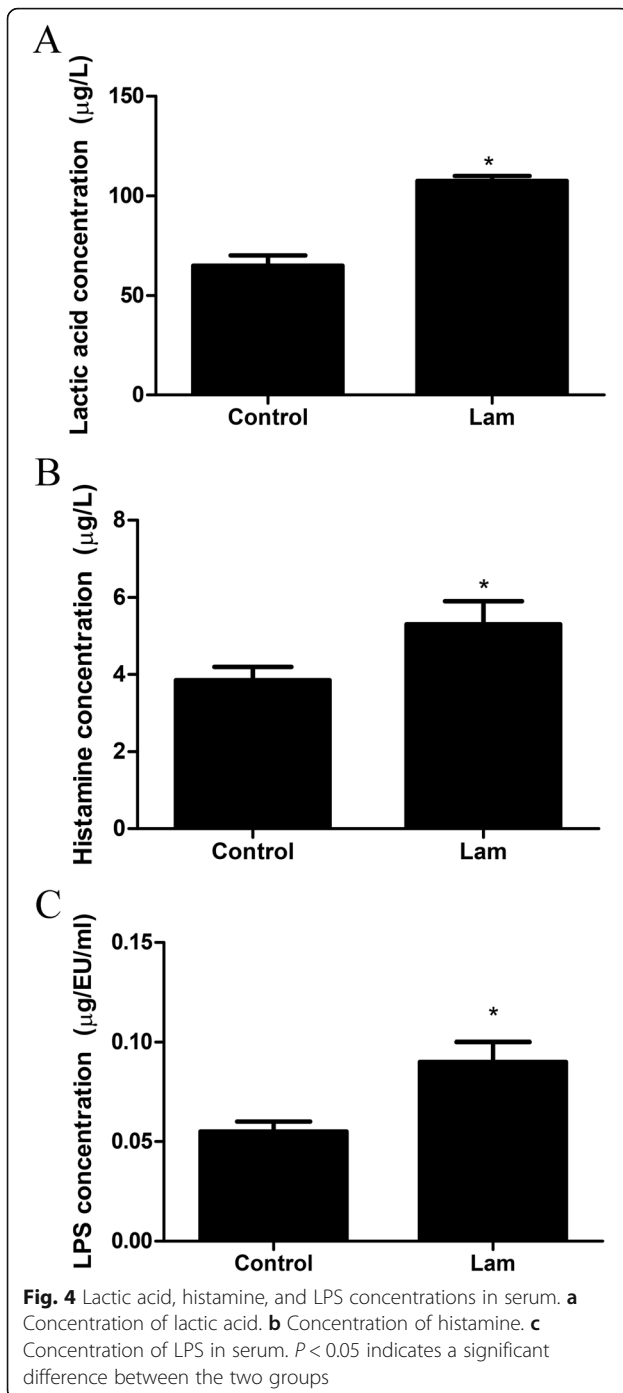 A
Lactic acid concentration (μg/L)
150
100
50
0
*
Control Lam
B
Histamine concentration (μg/L)
8
6
4
2
0
*
Control Lam
C
LPS concentration (μg/EU/ml)
0.15
0.10
0.05
0.00
*
Control Lam
Fig. 4 Lactic acid, histamine, and LPS concentrations in serum. a
Concentration of lactic acid. b Concentration of histamine. c
Concentration of LPS in serum. P < 0.05 indicates a significant
difference between the two groups